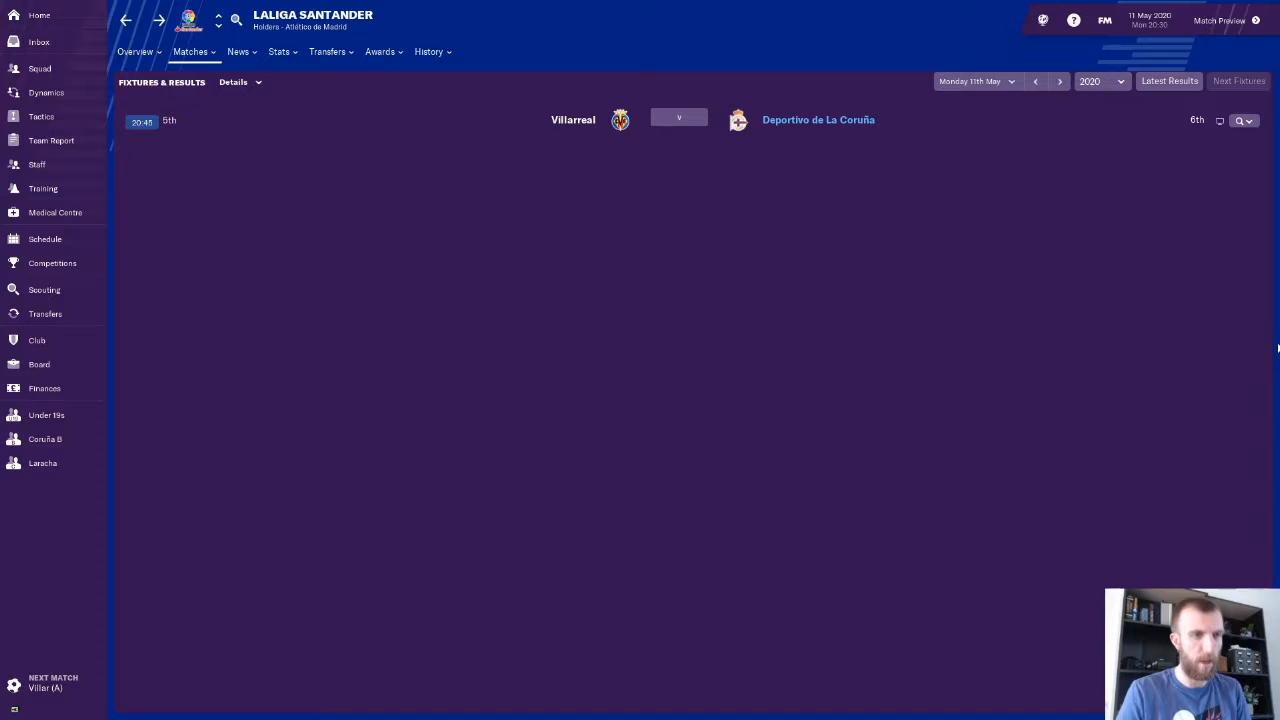 Home
Inbox
Squad
Dynamics
Tactics
Team Report
Staff
Training
Medical Centre
Schedule
Competitions
Scouting
Transfers
Club
Board
Finances
Under 19s
Coruña B
Laracha
NEXT MATCH
Villar (A)
LALIGA SANTANDER
Holders - Atlético de Madrid
? FM 11 May 2020
Mon 20:30
Match Preview
Overview Matches News Stats Transfers Awards History
FIXTURES & RESULTS Details Monday 11th May 2020 Latest Results Next Fixtures
20:45 5th Villarreal v Deportivo de La Coruña 6th